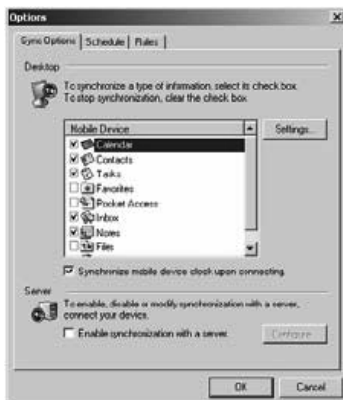 Options
Sync Options Schedule Rules
Desktop
To synchronize a type of information, select its check box.
To stop synchronization, clear the check box.
Mobile Device
Settings...
Calendar
Contacts
Tasks
Favorites
Pocket Access
Inbox
Notes
Files
Synchronize mobile device clock upon connecting.
Server
To enable, disable or modify synchronization with a server,
connect your device.
Enable synchronization with a server.
Configure...
OK Cancel